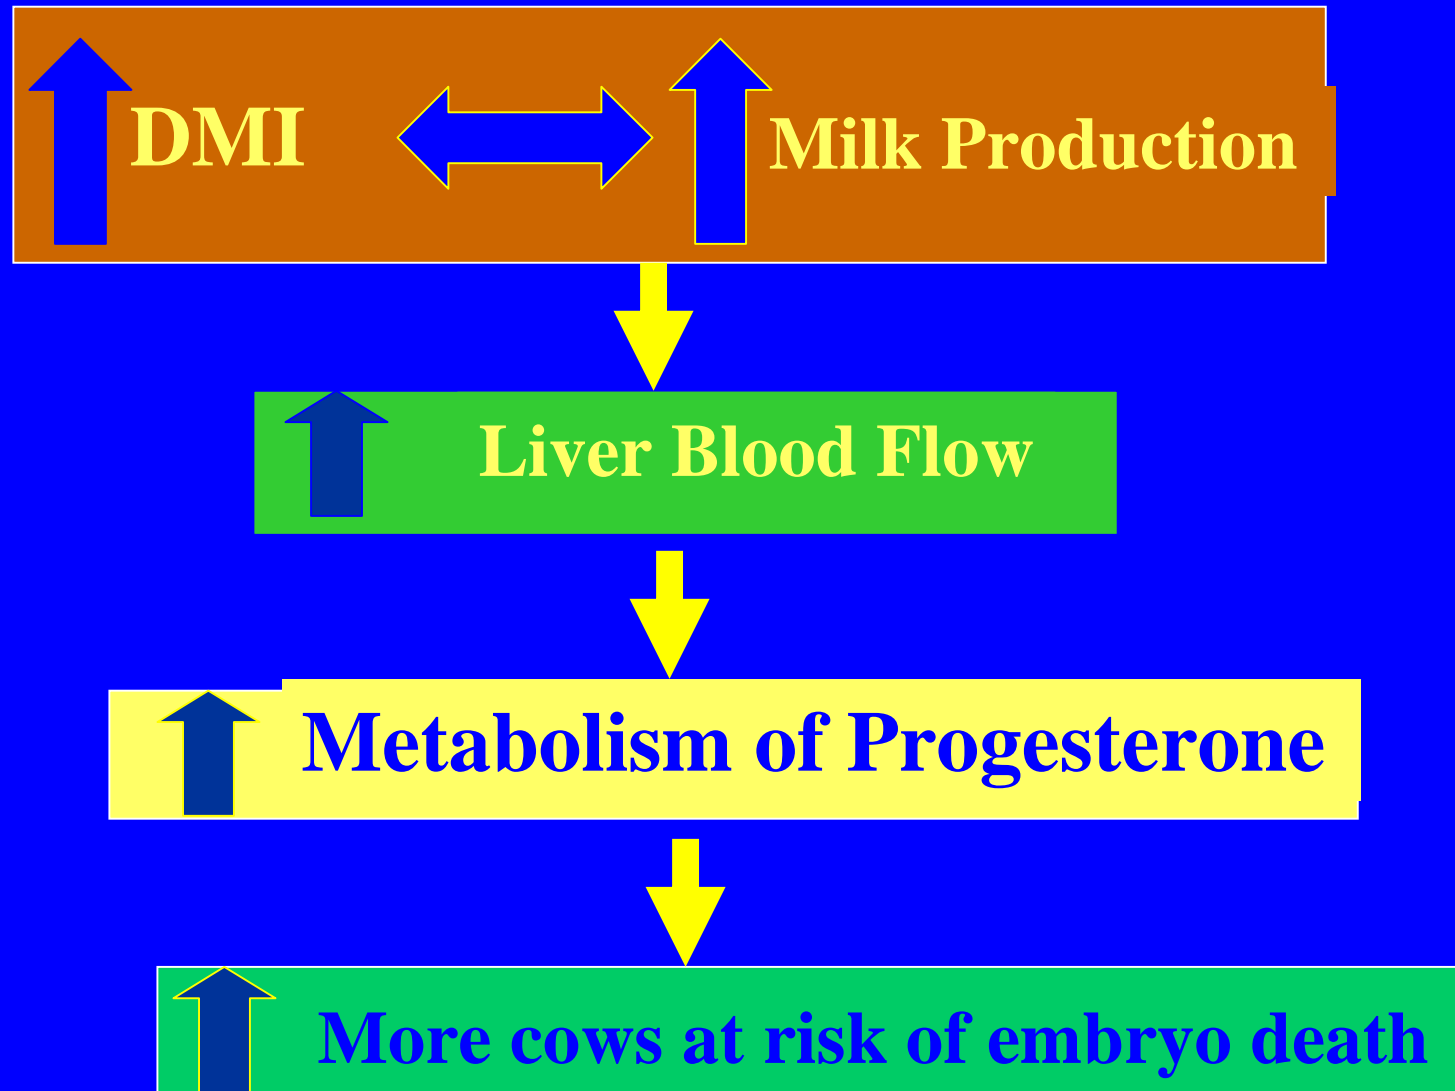 DMI
Milk Production
Liver Blood Flow
Metabolism of Progesterone
More cows at risk of embryo death